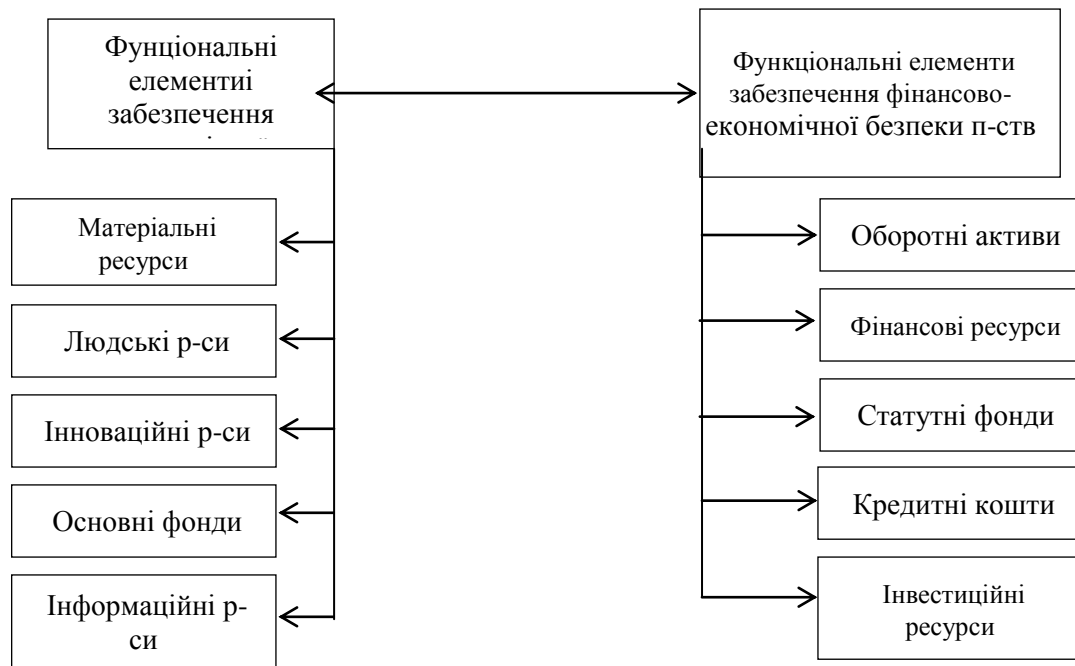 Фунціональні
елементиі
забезпечення
Функціональні елементи
забезпечення фінансово-
економічної безпеки п-ств
Матеріальні
ресурси
Людські р-си
Інноваційні р-си
Основні фонди
Інформаційні р-
си
Оборотні активи
Фінансові ресурси
Статутні фонди
Кредитні кошти
Інвестиційні
ресурси